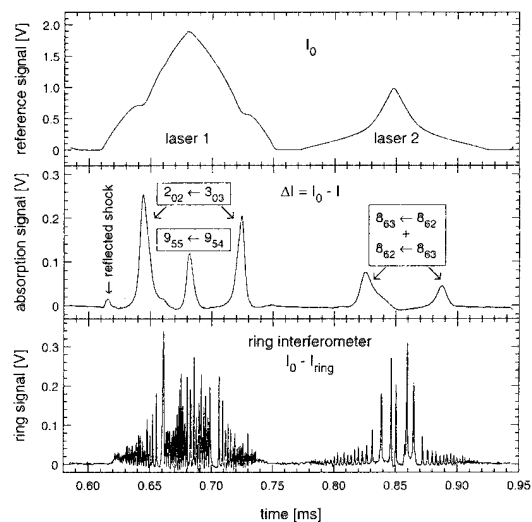 reference signal [V]
2.0
1.5
1.0
0.5
0.0
I₀
laser 1
laser 2
absorption signal [V]
0.3
0.2
0.1
0
reflected shock
2₀₂ ← 3₀₃
9₅₅ ← 9₅₄
ΔI = I₀ - I
8₆₃ ← 8₆₂
+
8₆₂ ← 8₆₃
ring signal [V]
0.3
0.2
0.1
0
ring interferometer
I₀ - I_ring
0.60 0.65 0.70 0.75 0.80 0.85 0.90 0.95
time [ms]